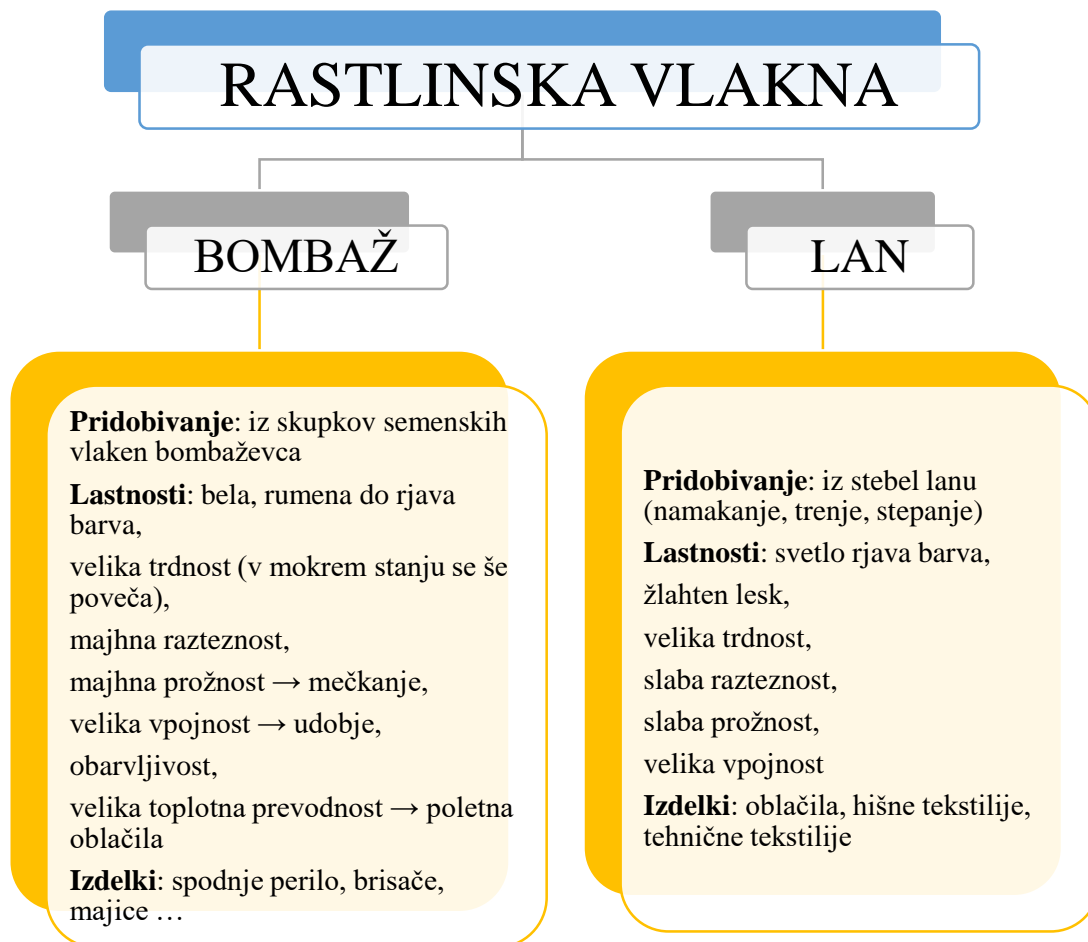 RASTLINSKA VLAKNA
BOMBAŽ
Pridobivanje: iz skupkov semenskih
vlaken bombaževca
Lastnosti: bela, rumena do rjava
barva,
velika trdnost (v mokrem stanju se še
poveča),
majhna razteznost,
majhna prožnost → mečkanje,
velika vpojnost → udobje,
obarvljivost,
velika toplotna prevodnost → poletna
oblačila
Izdelki: spodnje perilo, brisače,
majice …
LAN
Pridobivanje: iz stebel lanu
(namakanje, trenje, stepanje)
Lastnosti: svetlo rjava barva,
žlahten lesk,
velika trdnost,
slaba razteznost,
slaba prožnost,
velika vpojnost
Izdelki: oblačila, hišne tekstilije,
tehnične tekstilije